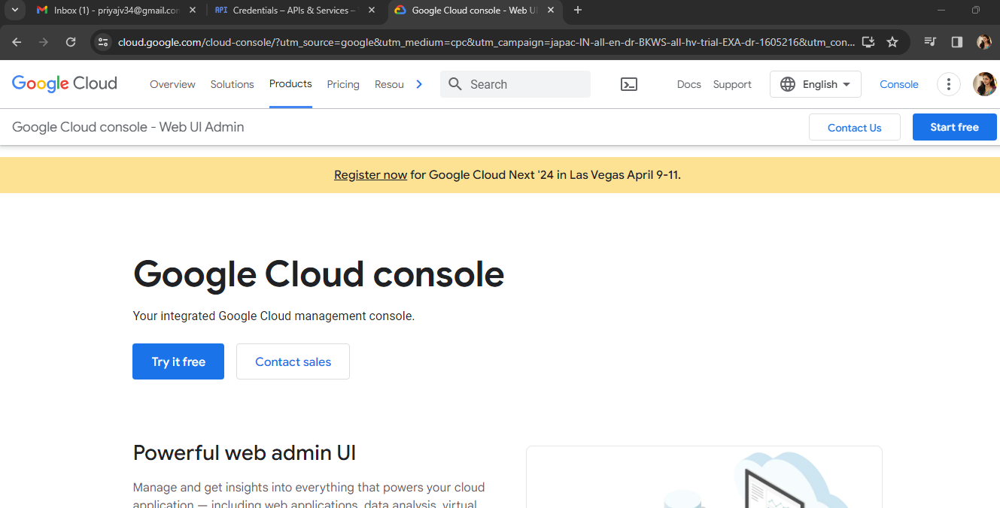 Inbox (1) - priyajv34@gmail.con
API Credentials – APIs & Services –
Google Cloud console - Web UI
cloud.google.com/cloud-console/?utm_source=google&utm_medium=cpc&utm_campaign=japac-IN-all-en-dr-BKWS-all-hv-trial-EXA-dr-1605216&utm_con...
Google Cloud Overview Solutions Products Pricing Resou Search Docs Support English Console
Google Cloud console - Web UI Admin Contact Us Start free
Register now for Google Cloud Next '24 in Las Vegas April 9-11.
Google Cloud console
Your integrated Google Cloud management console.
Try it free Contact sales
Powerful web admin UI
Manage and get insights into everything that powers your cloud
application — including web applications, data analysis, virtual